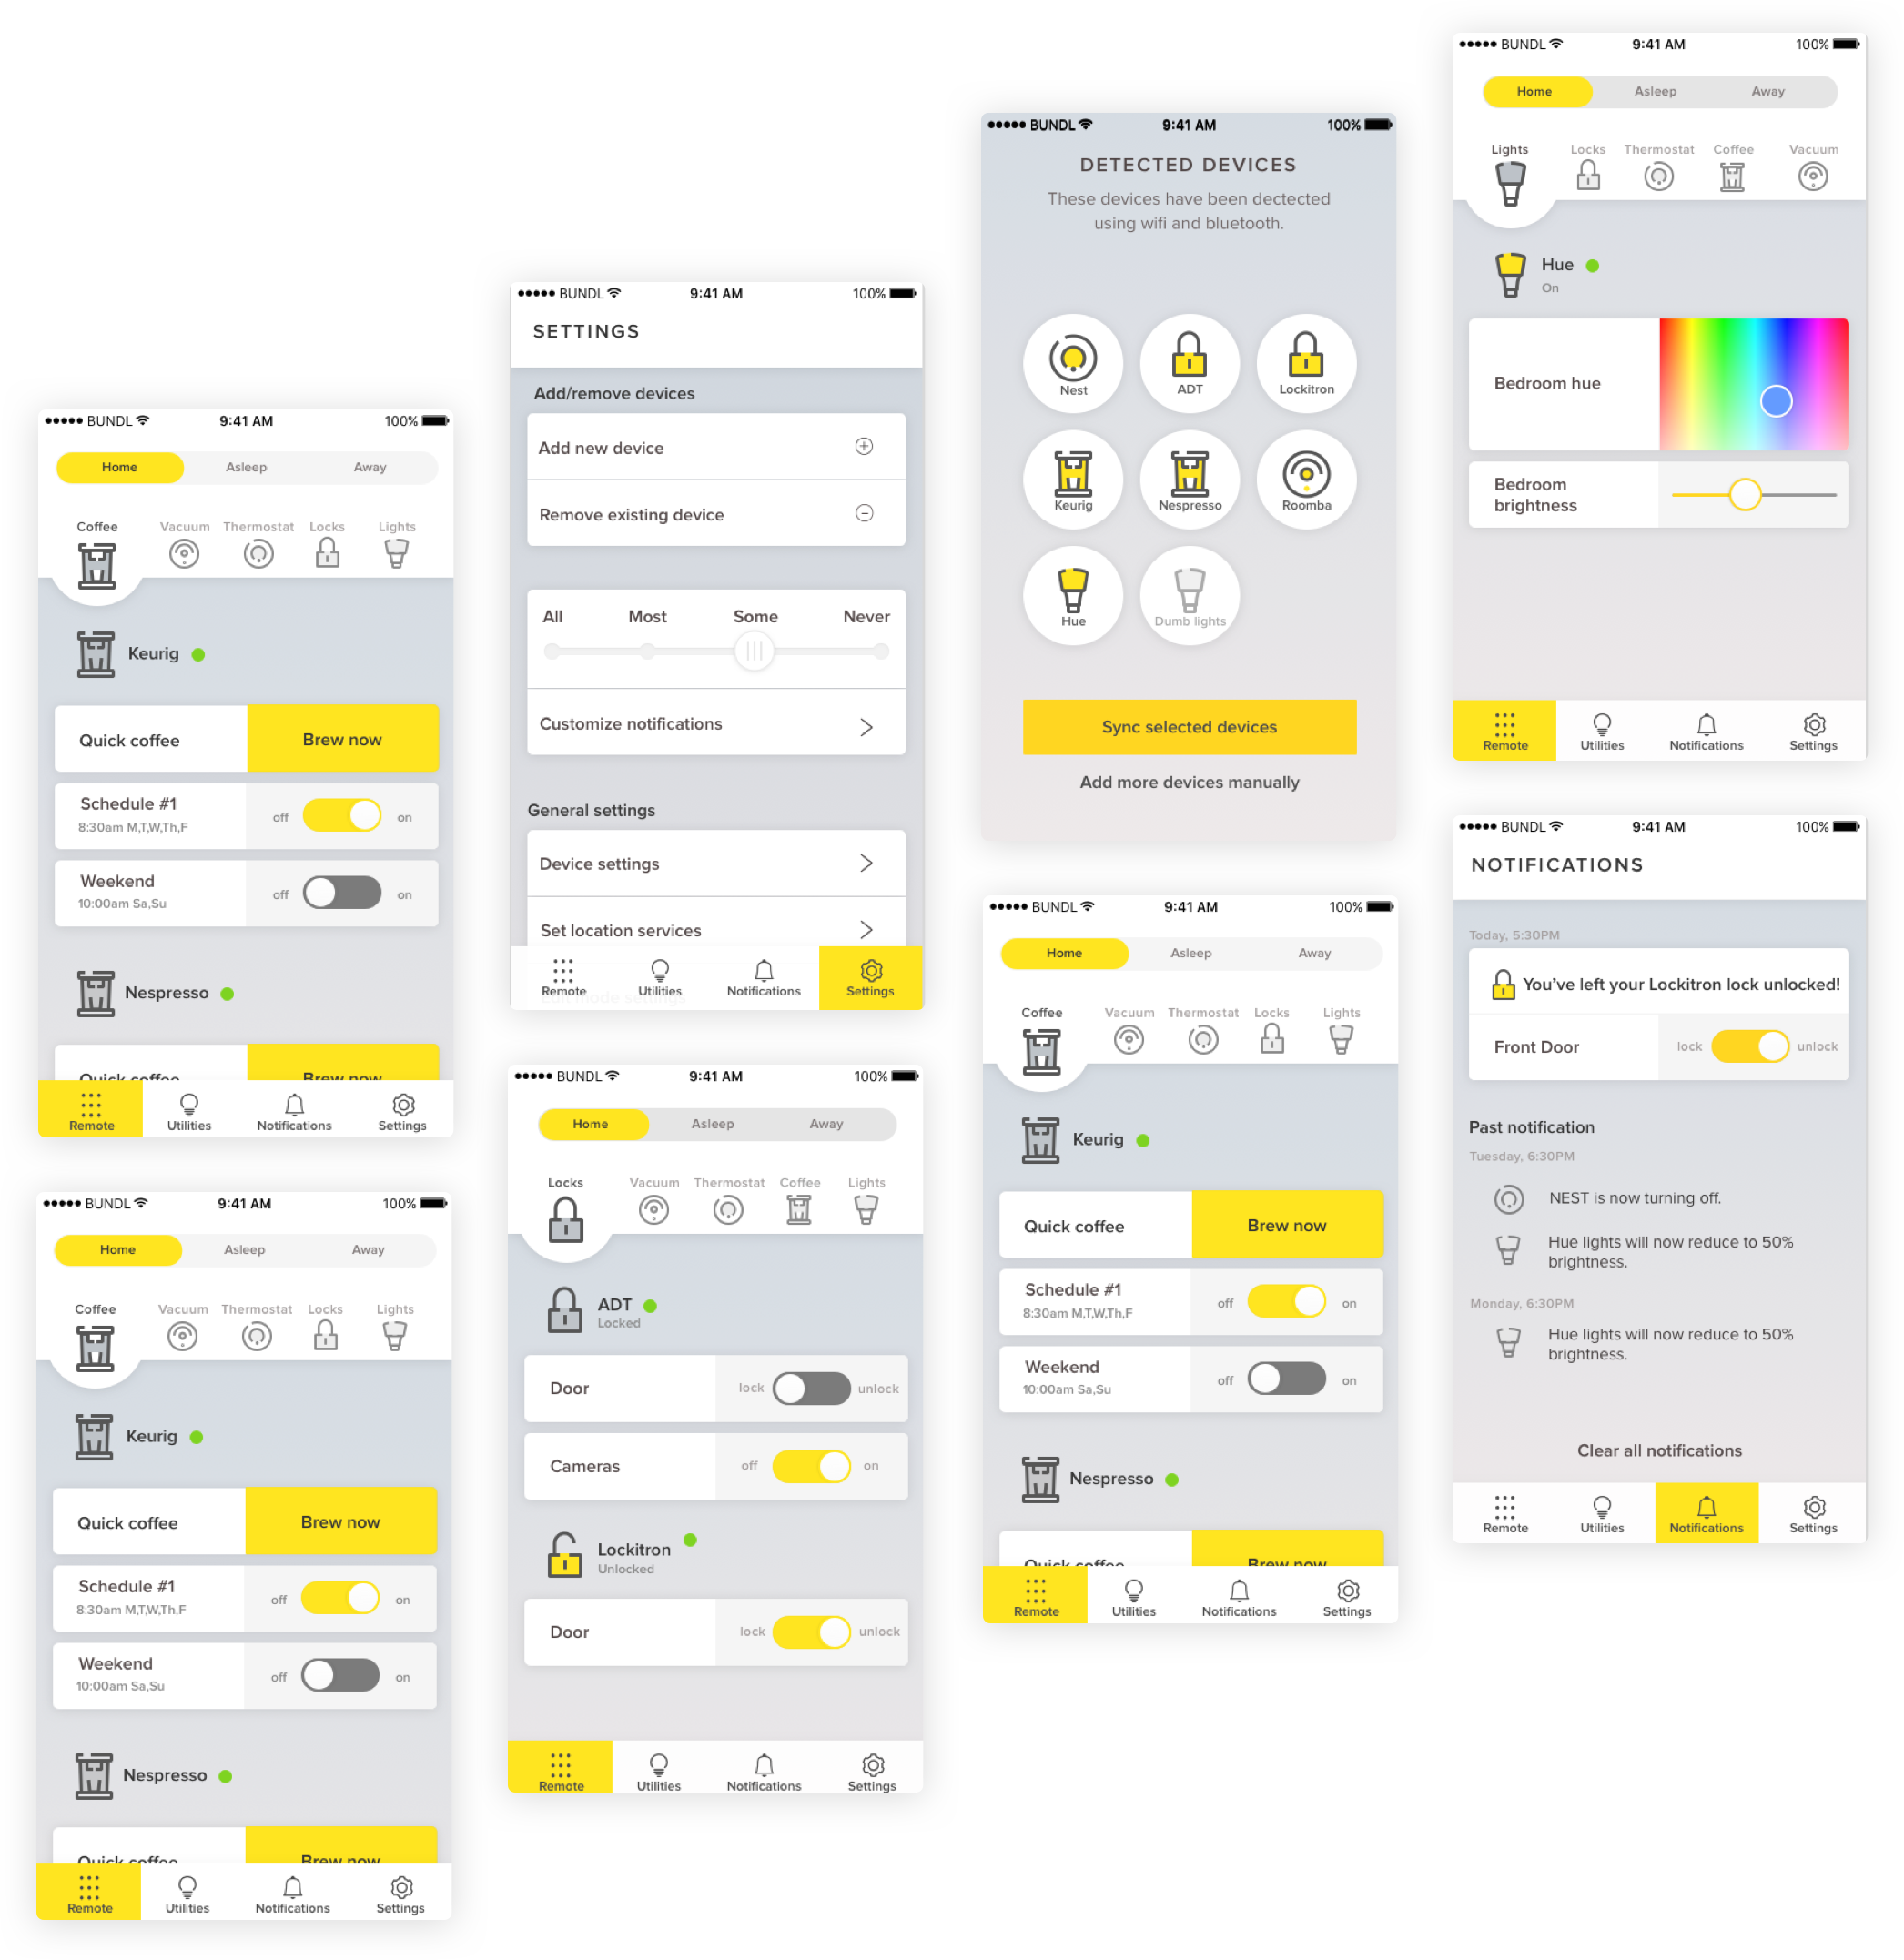 BUNDL 9:41 AM 100%
Home Asleep Away
Coffee Vacuum Thermostat Locks Lights
Keurig
Quick coffee Brew now
Schedule #1
8:30am M,T,W,Th,F
off on
Weekend
10:00am Sa,Su
off on
Nespresso
Quick coffee Brew now
Remote Utilities Notifications Settings
BUNDL 9:41 AM 100%
Home Asleep Away
Coffee Vacuum Thermostat Locks Lights
Keurig
Quick coffee Brew now
Schedule #1
8:30am M,T,W,Th,F
off on
Weekend
10:00am Sa,Su
off on
Nespresso
Quick coffee Brew now
Remote Utilities Notifications Settings
BUNDL 9:41 AM 100%
SETTINGS
Add/remove devices
Add new device
Remove existing device
All Most Some Never
Customize notifications
General settings
Device settings
Set location services
Edit mode settings
Remote Utilities Notifications Settings
BUNDL 9:41 AM 100%
Home Asleep Away
Locks Vacuum Thermostat Coffee Lights
ADT
Locked
Door lock unlock
Cameras off on
Lockitron
Unlocked
Door lock unlock
Remote Utilities Notifications Settings
BUNDL 9:41 AM 100%
DETECTED DEVICES
These devices have been dectected
using wifi and bluetooth.
Nest ADT Lockitron
Keurig Nespresso Roomba
Hue Dumb lights
Sync selected devices
Add more devices manually
BUNDL 9:41 AM 100%
Home Asleep Away
Coffee Vacuum Thermostat Locks Lights
Keurig
Quick coffee Brew now
Schedule #1
8:30am M,T,W,Th,F
off on
Weekend
10:00am Sa,Su
off on
Nespresso
Quick coffee Brew now
Remote Utilities Notifications Settings
BUNDL 9:41 AM 100%
Home Asleep Away
Lights Locks Thermostat Coffee Vacuum
Hue
On
Bedroom hue
Bedroom
brightness
Remote Utilities Notifications Settings
BUNDL 9:41 AM 100%
NOTIFICATIONS
Today, 5:30PM
You've left your Lockitron lock unlocked!
Front Door lock unlock
Past notification
Tuesday, 6:30PM
NEST is now turning off.
Hue lights will now reduce to 50%
brightness.
Monday, 6:30PM
Hue lights will now reduce to 50%
brightness.
Clear all notifications
Remote Utilities Notifications Settings